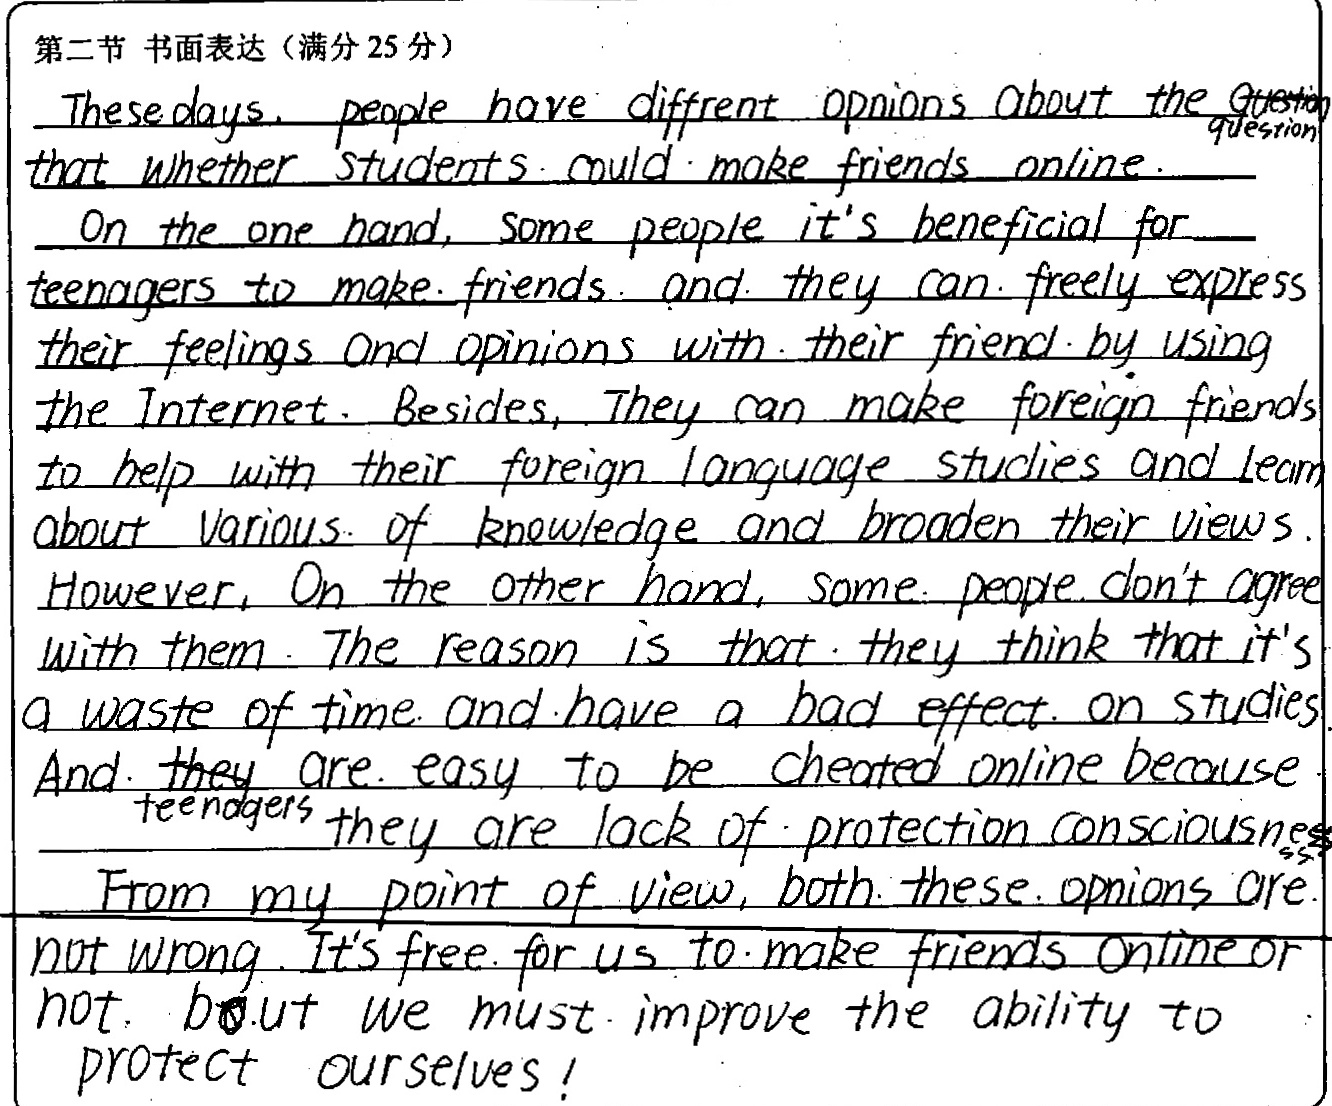 第二节 书面表达（满分 25 分）
These days, people have diffrent opnions about the question
that whether students could make friends online.
On the one hand, some people it's beneficial for
teenagers to make friends and they can freely express
their feelings and opinions with their friend by using
the Internet. Besides, They can make foreign friends
to help with their foreign language studies and learn
about various of knowledge and broaden their views.
However, On the other hand, some people don't agree
with them. The reason is that they think that it's
a waste of time and have a bad effect on studies.
And teenagers are easy to be cheated online because
they are lack of protection consciousness
From my point of view, both these opnions are
not wrong. It's free for us to make friends online or
not. but we must improve the ability to
protect ourselves!